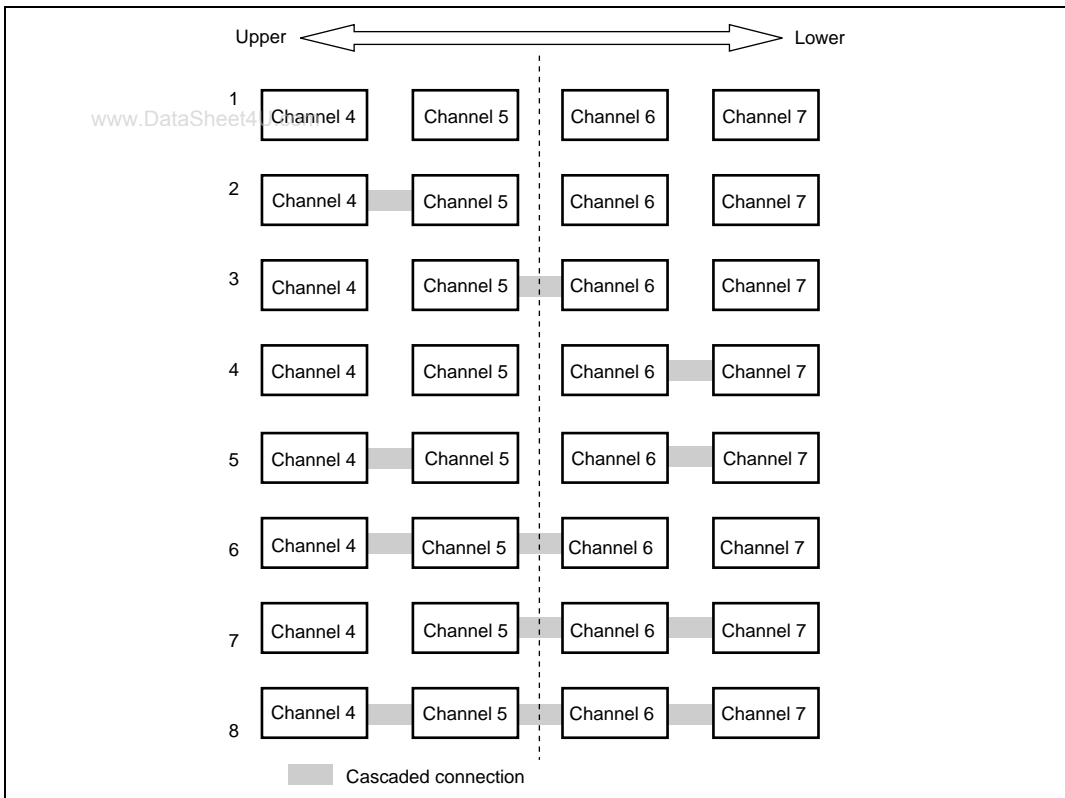 Upper Lower
1 Channel 4 Channel 5 Channel 6 Channel 7
www.DataSheet4U.com
2 Channel 4 Channel 5 Channel 6 Channel 7
3 Channel 4 Channel 5 Channel 6 Channel 7
4 Channel 4 Channel 5 Channel 6 Channel 7
5 Channel 4 Channel 5 Channel 6 Channel 7
6 Channel 4 Channel 5 Channel 6 Channel 7
7 Channel 4 Channel 5 Channel 6 Channel 7
8 Channel 4 Channel 5 Channel 6 Channel 7
Cascaded connection